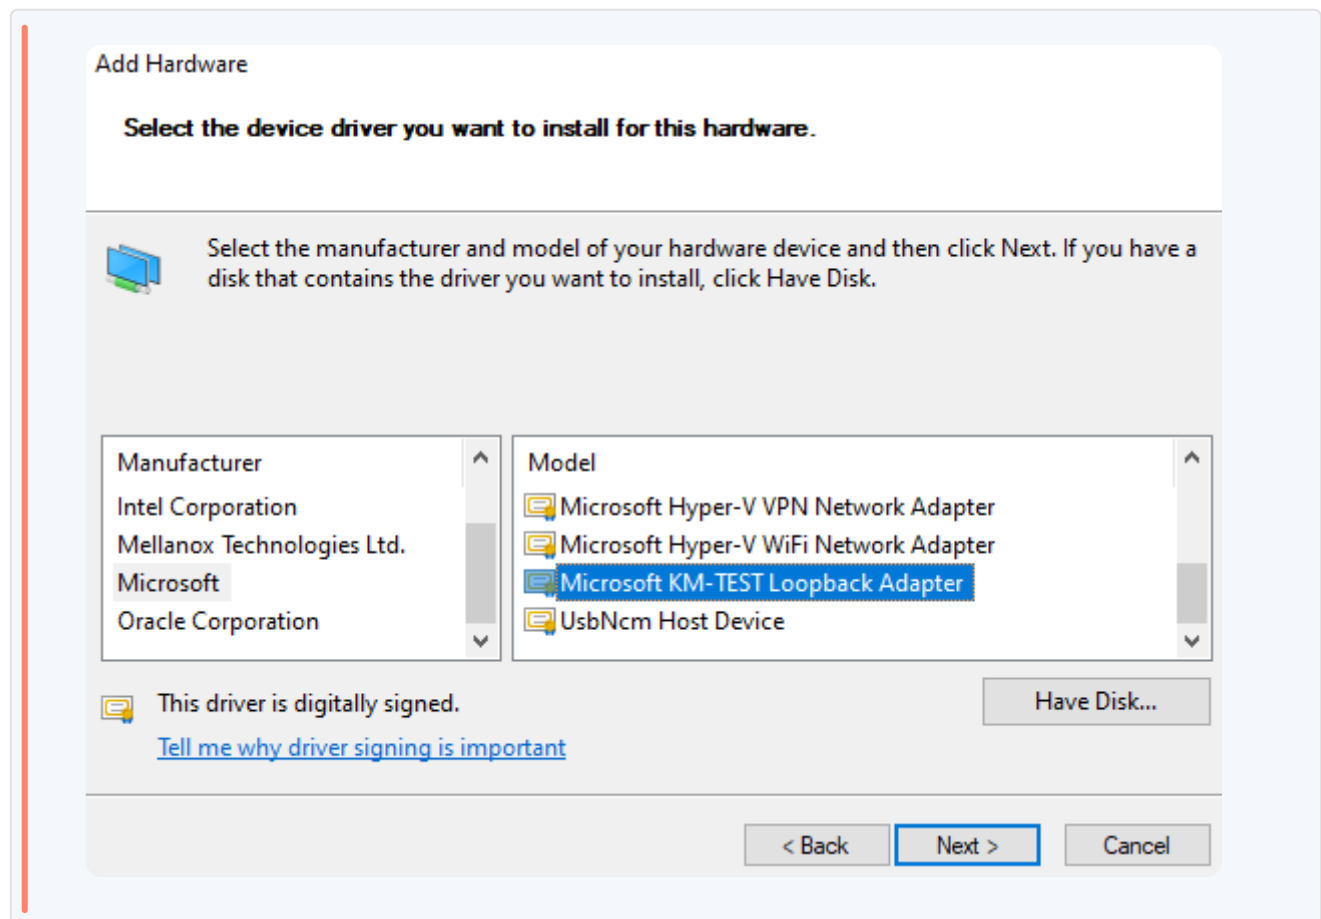 Add Hardware
Select the device driver you want to install for this hardware.
Select the manufacturer and model of your hardware device and then click Next. If you have a
disk that contains the driver you want to install, click Have Disk.
Manufacturer
Intel Corporation
Mellanox Technologies Ltd.
Microsoft
Oracle Corporation
Model
Microsoft Hyper-V VPN Network Adapter
Microsoft Hyper-V WiFi Network Adapter
Microsoft KM-TEST Loopback Adapter
UsbNcm Host Device
This driver is digitally signed.
Have Disk...
Tell me why driver signing is important
< Back
Next >
Cancel